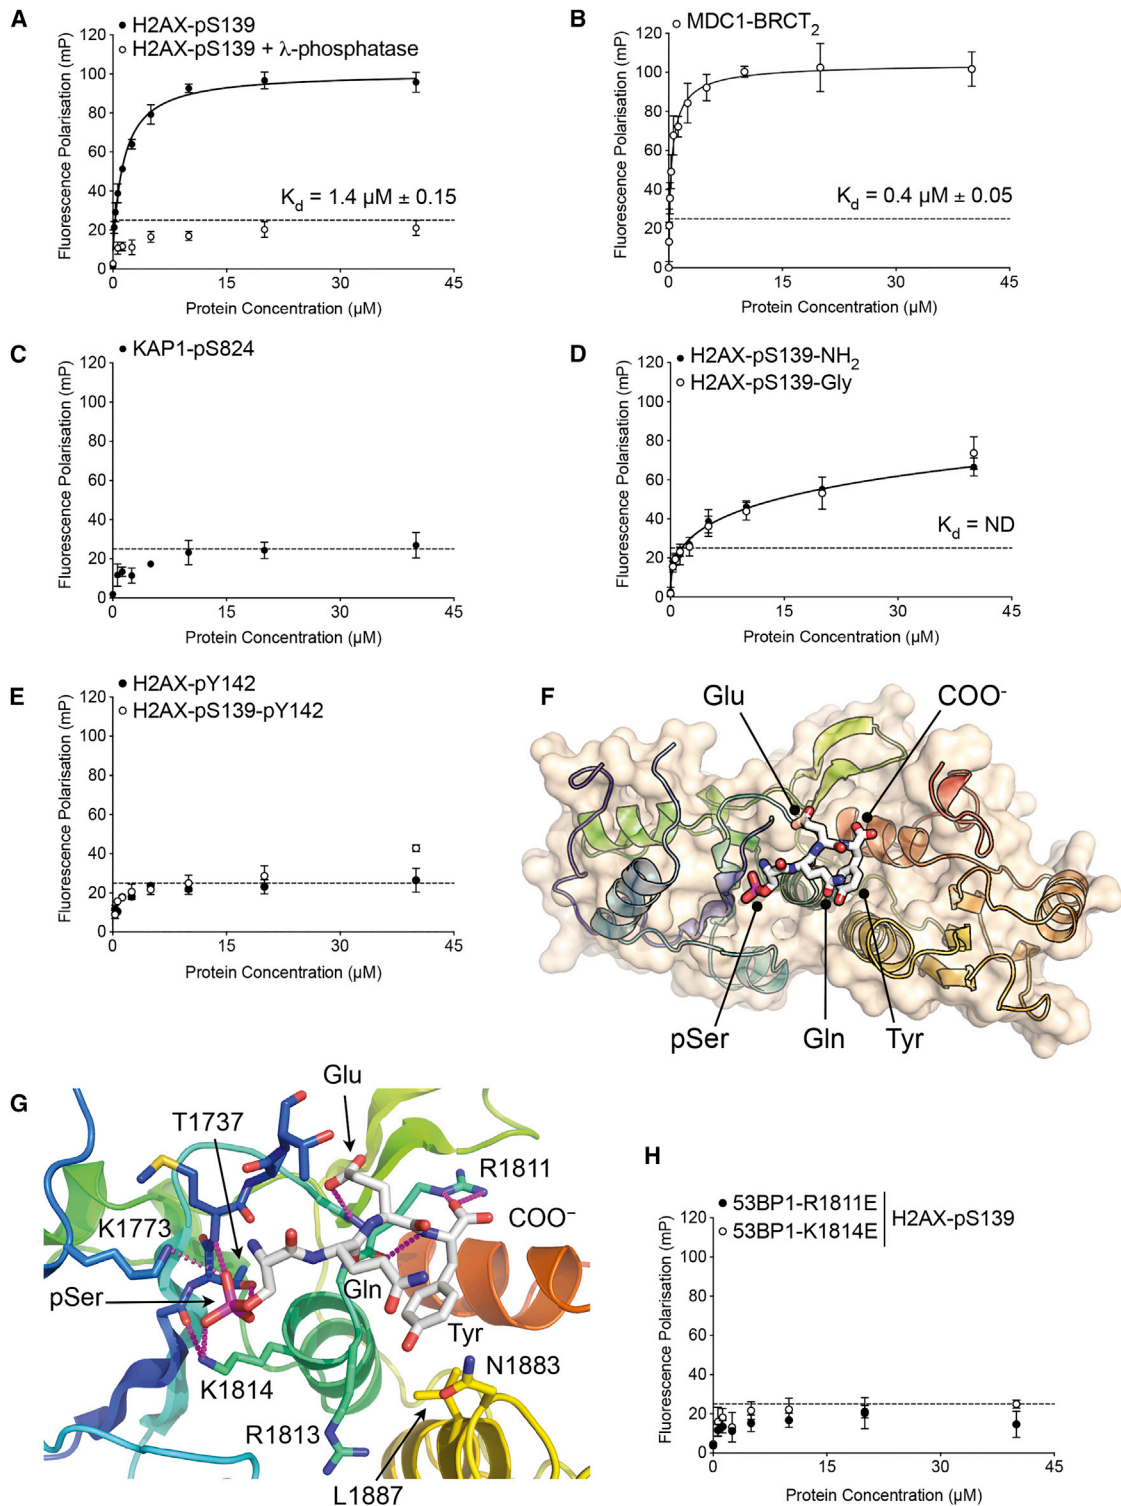 A
H2AX-pS139
H2AX-pS139 + λ-phosphatase
Fluorescence Polarisation (mP)
120
100
80
60
40
20
0
K_d = 1.4 µM ± 0.15
0 15 30 45
Protein Concentration (µM)
B
MDC1-BRCT₂
Fluorescence Polarisation (mP)
120
100
80
60
40
20
0
K_d = 0.4 µM ± 0.05
0 15 30 45
Protein Concentration (µM)
C
KAP1-pS824
Fluorescence Polarisation (mP)
120
100
80
60
40
20
0
0 15 30 45
Protein Concentration (µM)
D
H2AX-pS139-NH₂
H2AX-pS139-Gly
Fluorescence Polarisation (mP)
120
100
80
60
40
20
0
K_d = ND
0 15 30 45
Protein Concentration (µM)
E
H2AX-pY142
H2AX-pS139-pY142
Fluorescence Polarisation (mP)
120
100
80
60
40
20
0
0 15 30 45
Protein Concentration (µM)
F
Glu
COO⁻
pSer
Gln
Tyr
G
Glu
T1737
R1811
K1773
COO⁻
pSer
Gln
Tyr
K1814
N1883
R1813
L1887
H
53BP1-R1811E
53BP1-K1814E
H2AX-pS139
Fluorescence Polarisation (mP)
120
100
80
60
40
20
0
0 15 30 45
Protein Concentration (µM)